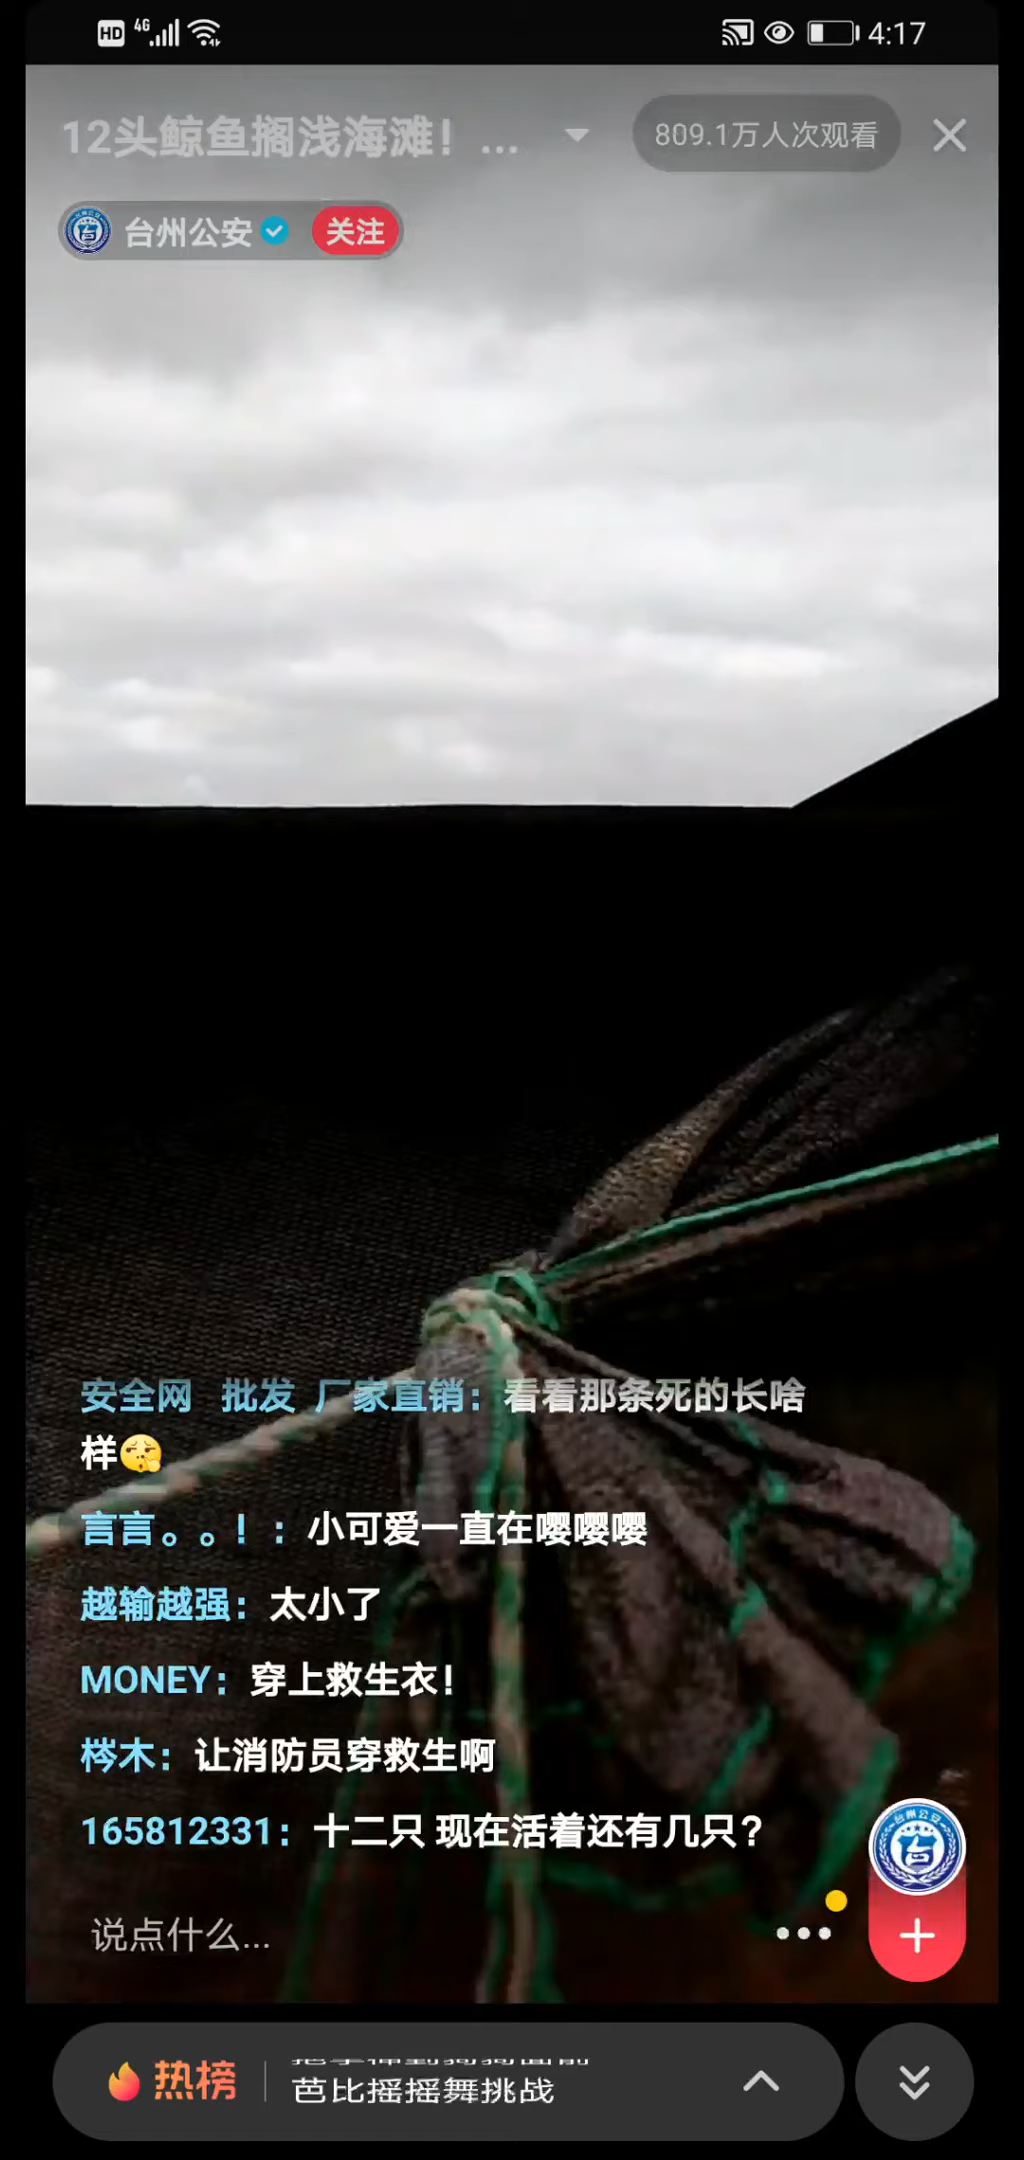 HD 4G 4:17
12头鲸鱼搁浅海滩！... 809.1万人次观看
台州公安 关注
安全网 批发 厂家直销：看看那条死的长啥
样
言言。。！：小可爱一直在嘤嘤嘤
越输越强：太小了
MONEY：穿上救生衣！
梣木：让消防员穿救生啊
165812331：十二只 现在活着还有几只？
台州公安
台
说点什么...
热榜
芭比摇摇舞挑战